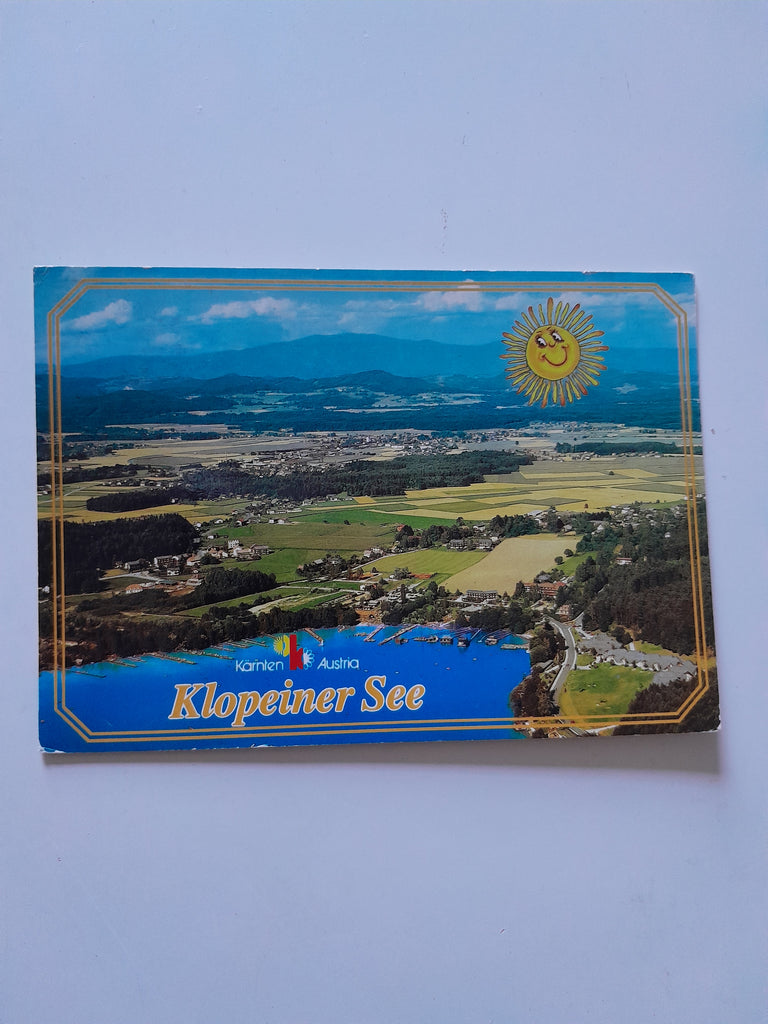 Kärnten k Austria
Klopeiner See